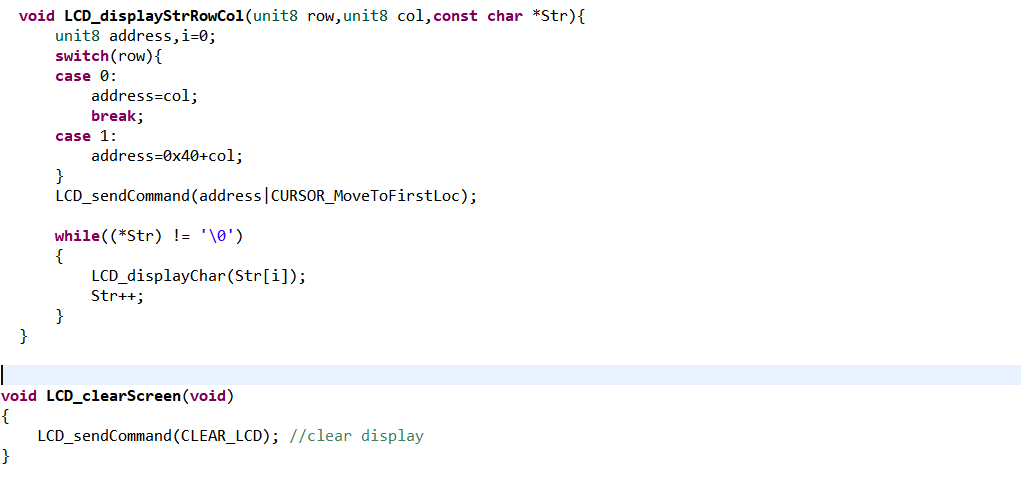 void LCD_displayStrRowCol(unit8 row,unit8 col,const char *Str){
unit8 address,i=0;
switch(row){
case 0:
address=col;
break;
case 1:
address=0x40+col;
}
LCD_sendCommand(address|CURSOR_MoveToFirstLoc);
while((*Str) != '\0')
{
LCD_displayChar(Str[i]);
Str++;
}
}
void LCD_clearScreen(void)
{
LCD_sendCommand(CLEAR_LCD); //clear display
}